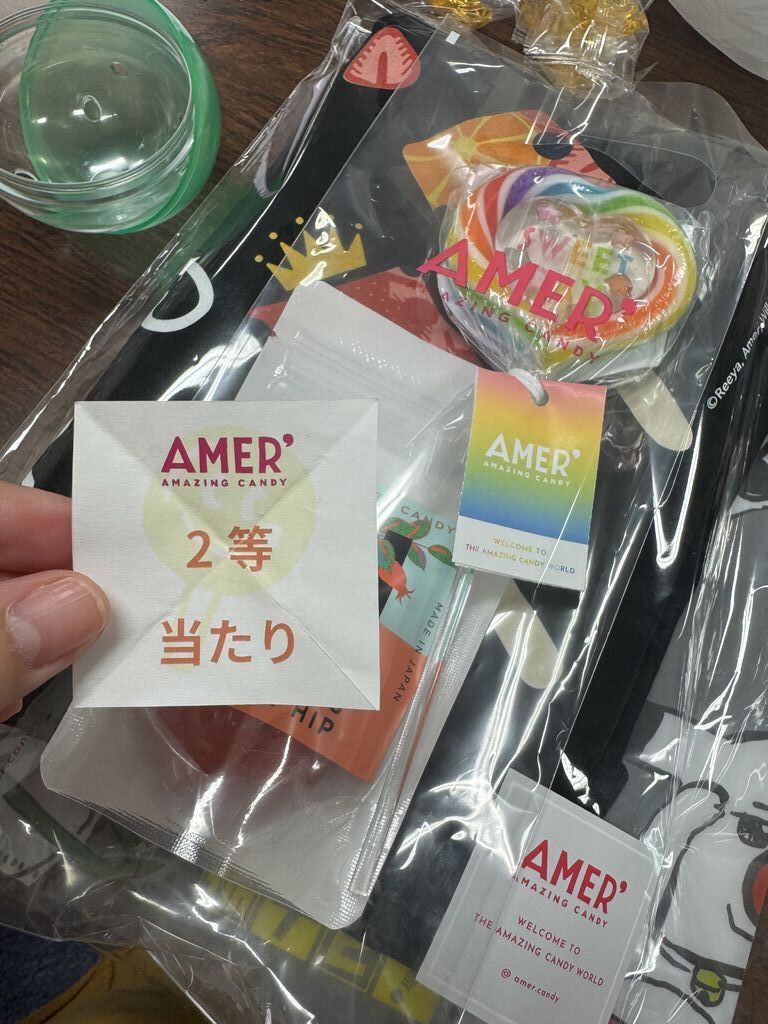 SWEET
AMER'
AMAZING CANDY
©Reeya, Amer
AMER'
AMAZING CANDY
WELCOME TO
THE AMAZING CANDY WORLD
AMER'
AMAZING CANDY
2等
当たり
CANDY
MADE IN JAPAN
HIP
AMER'
AMAZING CANDY
WELCOME TO
THE AMAZING CANDY WORLD
@ amer.candy